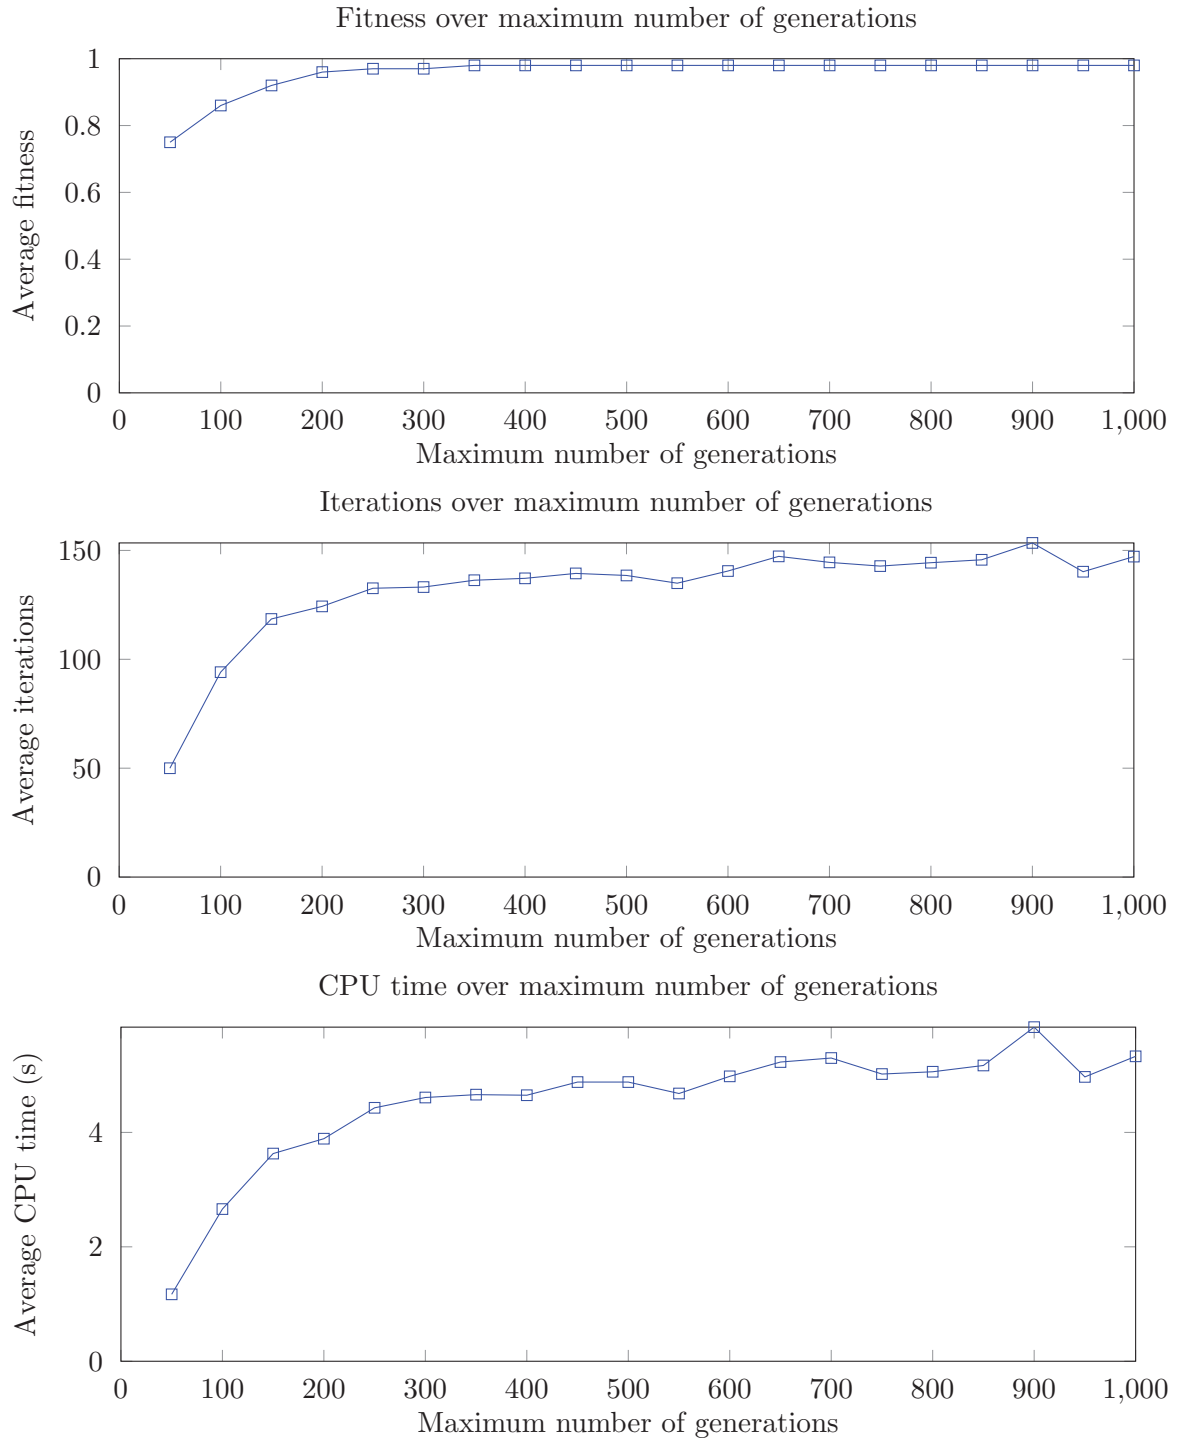 Fitness over maximum number of generations
1
0.8
0.6
0.4
0.2
0
Average fitness
0 100 200 300 400 500 600 700 800 900 1,000
Maximum number of generations
Iterations over maximum number of generations
150
100
50
0
Average iterations
0 100 200 300 400 500 600 700 800 900 1,000
Maximum number of generations
CPU time over maximum number of generations
4
2
0
Average CPU time (s)
0 100 200 300 400 500 600 700 800 900 1,000
Maximum number of generations